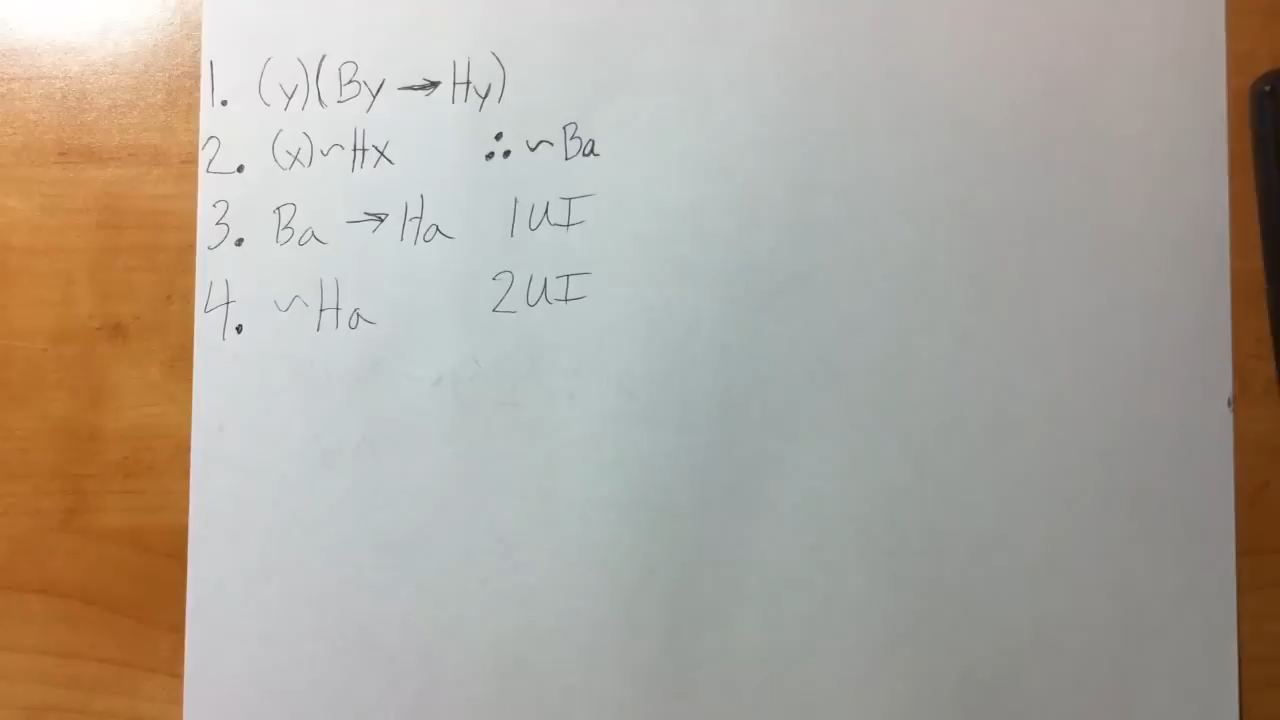 1. (y)(By → Hy)
2. (x)~Hx ∴ ~Ba
3. Ba → Ha 1UI
4. ~Ha 2UI